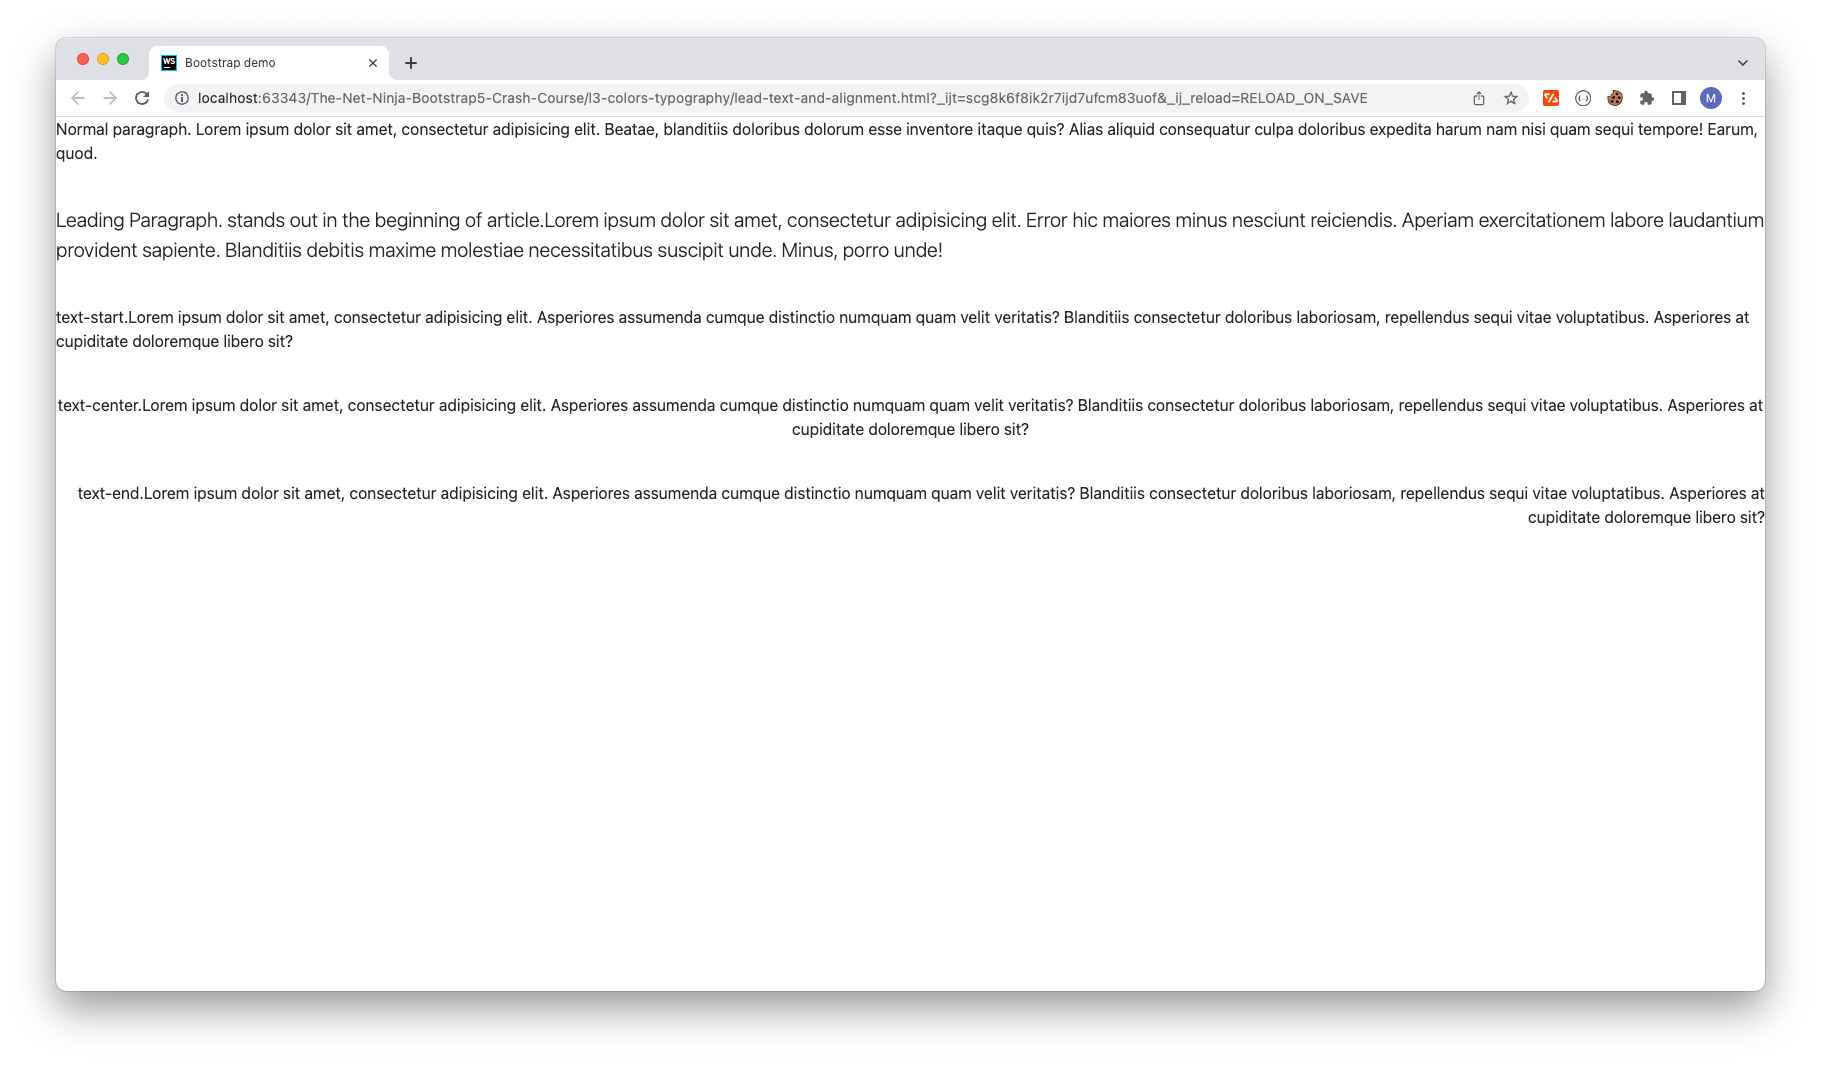 WS
Bootstrap demo
localhost:63343/The-Net-Ninja-Bootstrap5-Crash-Course/l3-colors-typography/lead-text-and-alignment.html?_ijt=scg8k6f8ik2r7ijd7ufcm83uof&_ij_reload=RELOAD_ON_SAVE
M
Normal paragraph. Lorem ipsum dolor sit amet, consectetur adipisicing elit. Beatae, blanditiis doloribus dolorum esse inventore itaque quis? Alias aliquid consequatur culpa doloribus expedita harum nam nisi quam sequi tempore! Earum,
quod.
Leading Paragraph. stands out in the beginning of article.Lorem ipsum dolor sit amet, consectetur adipisicing elit. Error hic maiores minus nesciunt reiciendis. Aperiam exercitationem labore laudantium
provident sapiente. Blanditiis debitis maxime molestiae necessitatibus suscipit unde. Minus, porro unde!
text-start.Lorem ipsum dolor sit amet, consectetur adipisicing elit. Asperiores assumenda cumque distinctio numquam quam velit veritatis? Blanditiis consectetur doloribus laboriosam, repellendus sequi vitae voluptatibus. Asperiores at
cupiditate doloremque libero sit?
text-center.Lorem ipsum dolor sit amet, consectetur adipisicing elit. Asperiores assumenda cumque distinctio numquam quam velit veritatis? Blanditiis consectetur doloribus laboriosam, repellendus sequi vitae voluptatibus. Asperiores at
cupiditate doloremque libero sit?
text-end.Lorem ipsum dolor sit amet, consectetur adipisicing elit. Asperiores assumenda cumque distinctio numquam quam velit veritatis? Blanditiis consectetur doloribus laboriosam, repellendus sequi vitae voluptatibus. Asperiores at
cupiditate doloremque libero sit?